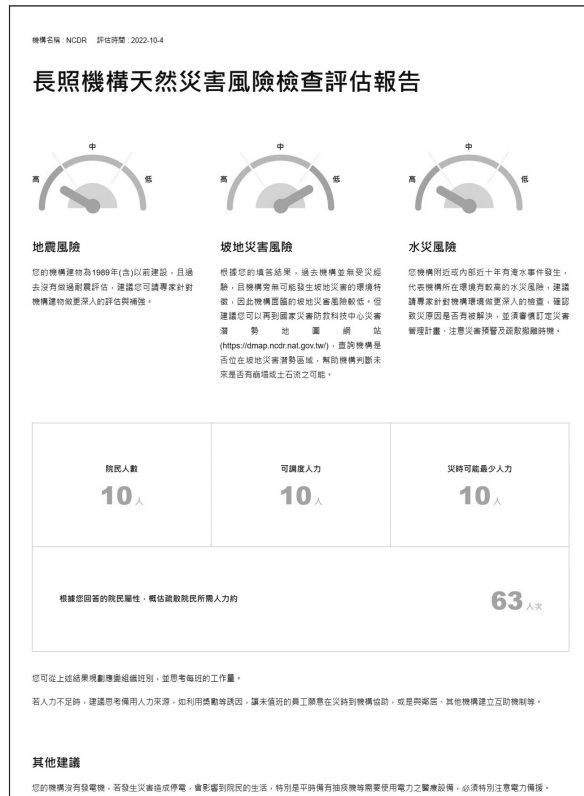 機構名稱 : NCDR 評估時間 : 2022-10-4
長照機構天然災害風險檢查評估報告
高 中 低
高 中 低
高 中 低
地震風險
您的機構建物為1989年(含)以前建設，且過
去沒有做過耐震評估，建議您可請專家針對
機構建物做更深入的評估與補強。
坡地災害風險
根據您的填答結果，過去機構並無受災經
驗，且機構旁無可能發生坡地災害的環境特
徵，因此機構面臨的坡地災害風險較低。但
建議您可以再到國家災害防救科技中心災害
潛勢地圖網站
(https://dmap.ncdr.nat.gov.tw/)，查詢機構是
否位在坡地災害潛勢區域，幫助機構判斷未
來是否有崩塌或土石流之可能。
水災風險
您機構附近或內部近十年有淹水事件發生，
代表機構所在環境有較高的水災風險，建議
請專家針對機構環境做更深入的檢查，確認
致災原因是否有被解決，並須審慎訂定災害
管理計畫、注意災害預警及疏散撤離時機。
院民人數
10 人
可調度人力
10 人
災時可能最少人力
10 人
根據您回答的院民屬性，概估疏散院民所需人力約
63 人次
您可從上述結果規劃應變組織班別，並思考每班的工作量。
若人力不足時，建議思考備用人力來源，如利用獎勵等誘因，讓未值班的員工願意在災時到機構協助，或是與鄰居、其他機構建立互助機制等。
其他建議
您的機構沒有發電機，若發生災害造成停電，會影響到院民的生活，特別是平時備有抽痰機等需要使用電力之醫療設備，必須特別注意電力備援。